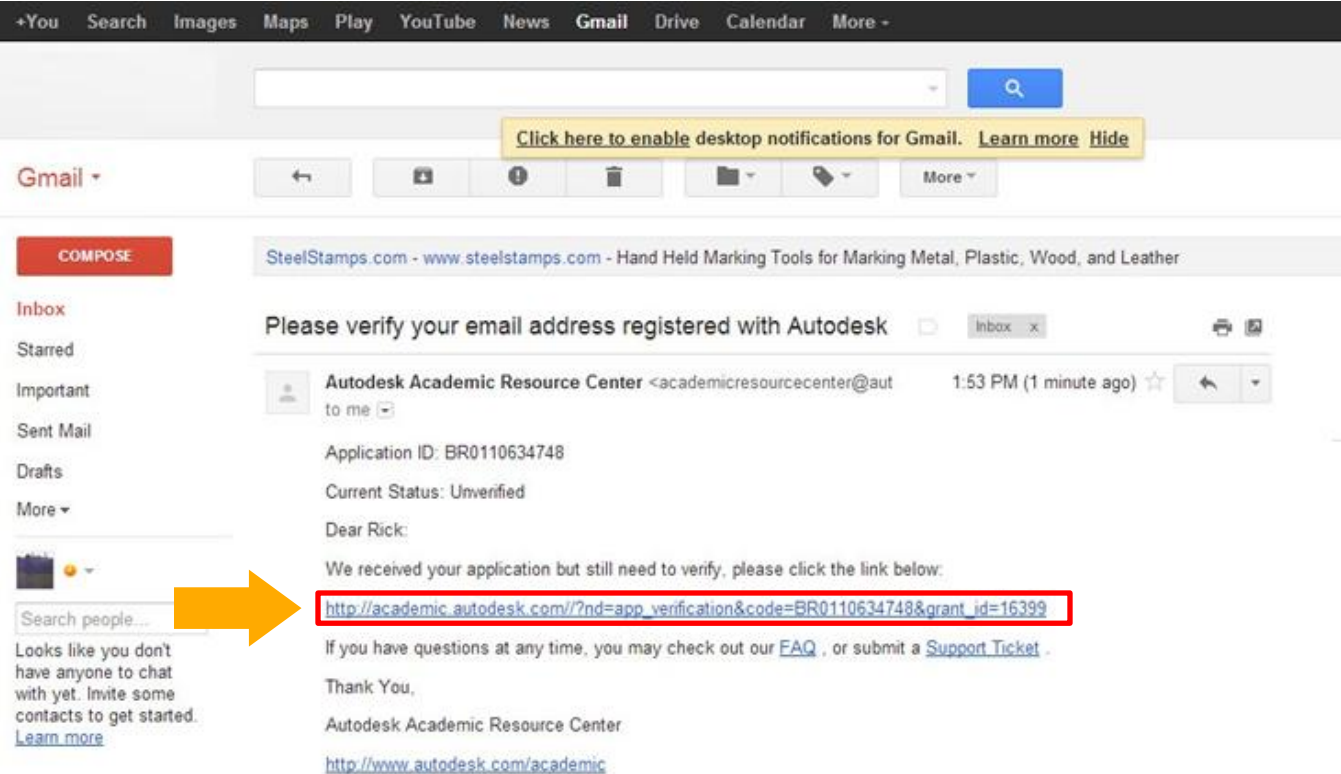 +You Search Images Maps Play YouTube News Gmail Drive Calendar More
Click here to enable desktop notifications for Gmail. Learn more Hide
Gmail
More
COMPOSE
SteelStamps.com - www.steelstamps.com - Hand Held Marking Tools for Marking Metal, Plastic, Wood, and Leather
Inbox
Starred
Important
Sent Mail
Drafts
More
Search people...
Looks like you don't
have anyone to chat
with yet. Invite some
contacts to get started.
Learn more
Please verify your email address registered with Autodesk Inbox x
Autodesk Academic Resource Center <academicresourcecenter@aut 1:53 PM (1 minute ago)
to me
Application ID: BR0110634748
Current Status: Unverified
Dear Rick:
We received your application but still need to verify, please click the link below:
http://academic.autodesk.com//?nd=app_verification&code=BR0110634748&grant_id=16399
If you have questions at any time, you may check out our FAQ , or submit a Support Ticket .
Thank You,
Autodesk Academic Resource Center
http://www.autodesk.com/academic